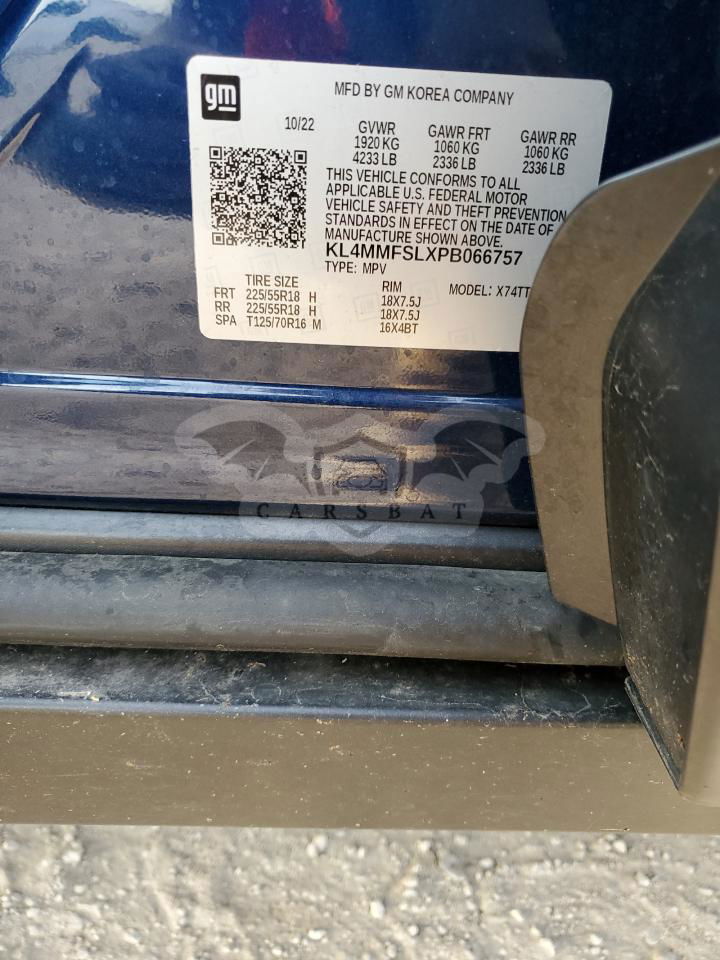 gm
MFD BY GM KOREA COMPANY
10/22 GVWR GAWR FRT GAWR RR
1920 KG 1060 KG 1060 KG
4233 LB 2336 LB 2336 LB
THIS VEHICLE CONFORMS TO ALL
APPLICABLE U.S. FEDERAL MOTOR
VEHICLE SAFETY AND THEFT PREVENTION
STANDARDS IN EFFECT ON THE DATE OF
MANUFACTURE SHOWN ABOVE.
KL4MMFSLXPB066757
TYPE: MPV
TIRE SIZE RIM MODEL: X74TT
FRT 225/55R18 H 18X7.5J
RR 225/55R18 H 18X7.5J
SPA T125/70R16 M 16X4BT
CARSBAT